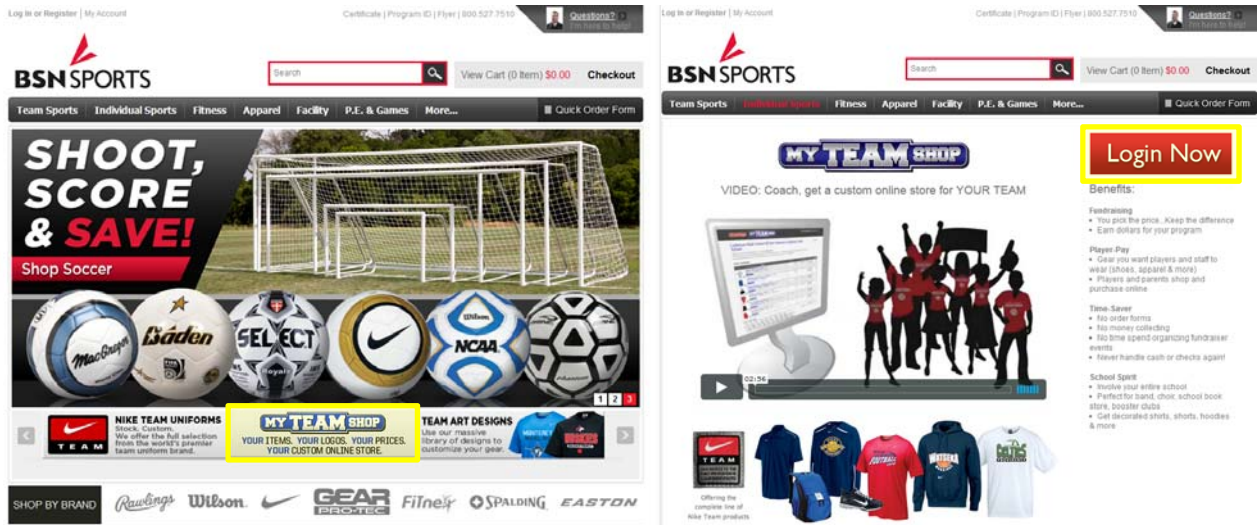 Log In or Register | My Account
Certificate | Program ID | Flyer | 800.527.7510
Questions?
I'm here to help!
BSN SPORTS
Search
View Cart (0 Item) $0.00 Checkout
Team Sports Individual Sports Fitness Apparel Facility P.E. & Games More... Quick Order Form
SHOOT,
SCORE
& SAVE!
Shop Soccer
MacGregor
Baden
SELECT
Royale
Wilson
NCAA
1 2 3
TEAM
NIKE TEAM UNIFORMS
Stock. Custom.
We offer the full selection
from the world's premier
team uniform brand.
MY TEAM SHOP
YOUR ITEMS. YOUR LOGOS. YOUR PRICES.
YOUR CUSTOM ONLINE STORE.
TEAM ART DESIGNS
Use our massive
library of designs to
customize your gear.
HUSKIES
SHOP BY BRAND
Rawlings
Wilson
GEAR
PRO-TEC
SPALDING
EASTON
Log In or Register | My Account
Certificate | Program ID | Flyer | 800.527.7510
Questions?
I'm here to help!
BSN SPORTS
Search
View Cart (0 Item) $0.00 Checkout
Team Sports Individual Sports Fitness Apparel Facility P.E. & Games More... Quick Order Form
MY TEAM SHOP
VIDEO: Coach, get a custom online store for YOUR TEAM
02:56
TEAM
Offering the
complete line of
Nike Team products
Login Now
Benefits:
Fundraising
• You pick the price...Keep the difference
• Earn dollars for your program
Player-Pay
• Gear you want players and staff to
wear (shoes, apparel & more)
• Players and parents shop and
purchase online
Time-Saver
• No order forms
• No money collecting
• No time spend organizing fundraiser
events
• Never handle cash or checks again!
School Spirit
• Involve your entire school
• Perfect for band, choir, school book
store, booster clubs
• Get decorated shirts, shorts, hoodies
& more